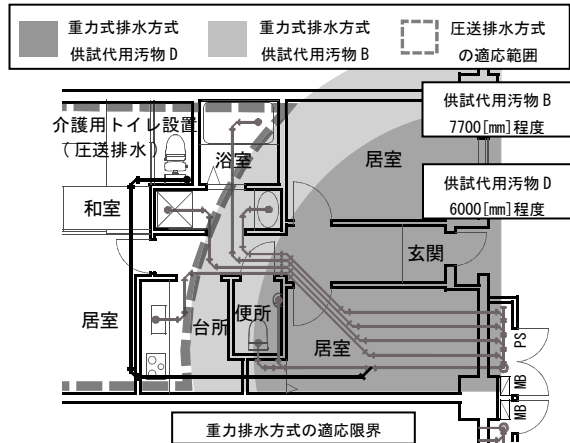 重力式排水方式
供試代用汚物 D
重力式排水方式
供試代用汚物 B
圧送排水方式
の適応範囲
介護用トイレ設置
（圧送排水）
浴室
居室
供試代用汚物 B
7700[mm]程度
供試代用汚物 D
6000[mm]程度
和室
玄関
居室
台所
便所
居室
PS
MB
MB
重力排水方式の適応限界